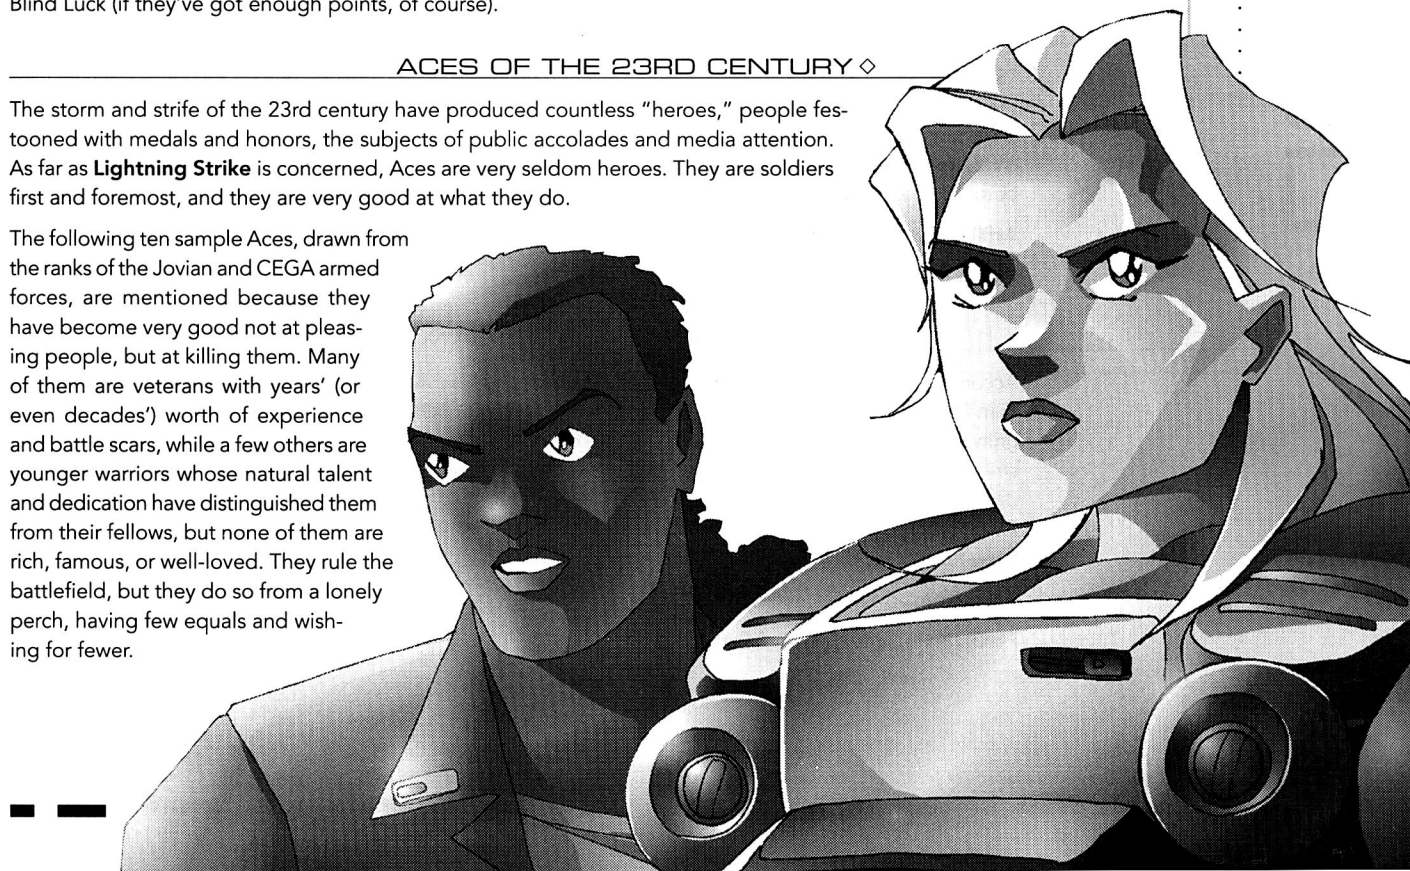 Blind Luck (if they've got enough points, of course).
ACES OF THE 23RD CENTURY
The storm and strife of the 23rd century have produced countless "heroes," people fes-
tooned with medals and honors, the subjects of public accolades and media attention.
As far as Lightning Strike is concerned, Aces are very seldom heroes. They are soldiers
first and foremost, and they are very good at what they do.
The following ten sample Aces, drawn from
the ranks of the Jovian and CEGA armed
forces, are mentioned because they
have become very good not at pleas-
ing people, but at killing them. Many
of them are veterans with years' (or
even decades') worth of experience
and battle scars, while a few others are
younger warriors whose natural talent
and dedication have distinguished them
from their fellows, but none of them are
rich, famous, or well-loved. They rule the
battlefield, but they do so from a lonely
perch, having few equals and wish-
ing for fewer.